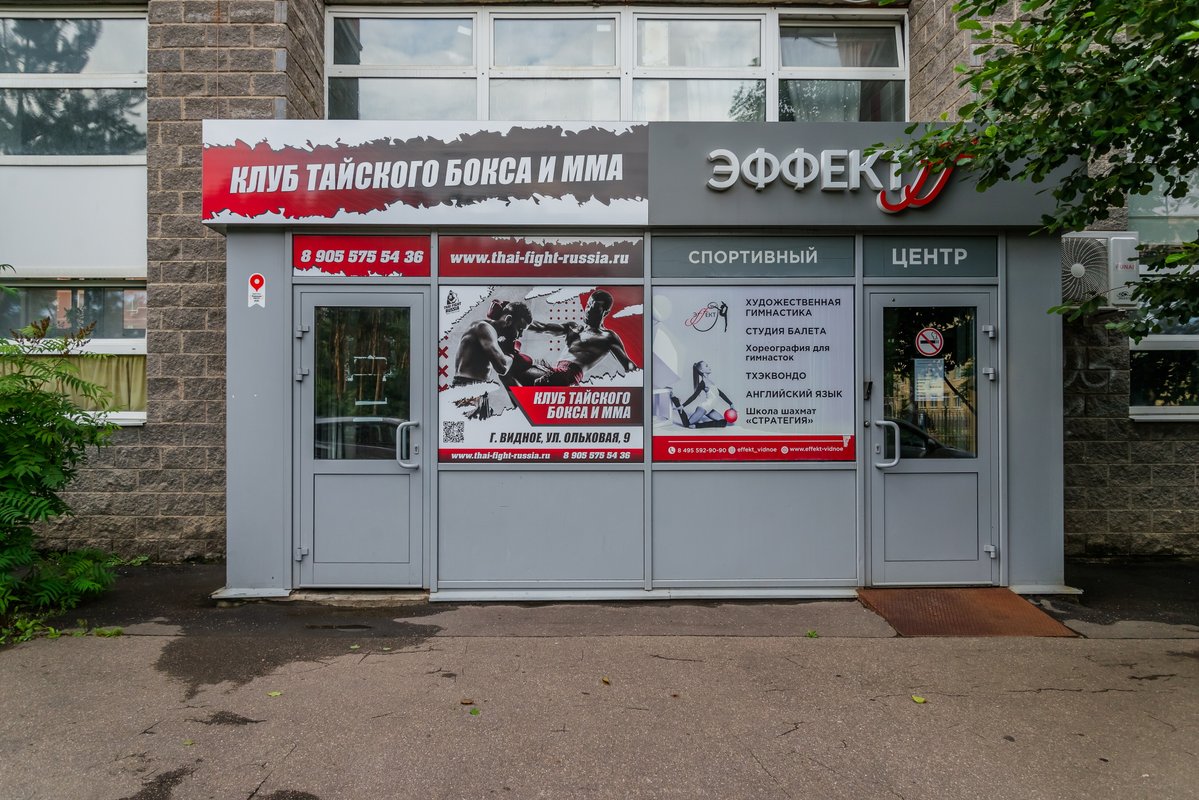 КЛУБ ТАЙСКОГО БОКСА И ММА
ЭФФЕКТ
8 905 575 54 36
www.thai-fight-russia.ru
СПОРТИВНЫЙ
ЦЕНТР
КЛУБ ТАЙСКОГО
БОКСА И ММА
Г. ВИДНОЕ, УЛ. ОЛЬХОВАЯ, 9
www.thai-fight-russia.ru 8 905 575 54 36
эффект
ХУДОЖЕСТВЕННАЯ
ГИМНАСТИКА
СТУДИЯ БАЛЕТА
Хореография для
гимнасток
ТХЭКВОНДО
АНГЛИЙСКИЙ ЯЗЫК
Школа шахмат
«СТРАТЕГИЯ»
8 495 592-90-90 effekt_vidnoe www.effekt-vidnoe
FUNAI